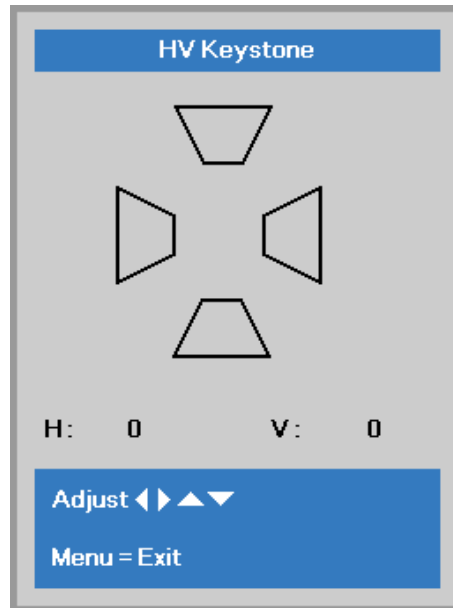 HV Keystone
H: 0 V: 0
Adjust ◀ ▶ ▲ ▼
Menu = Exit